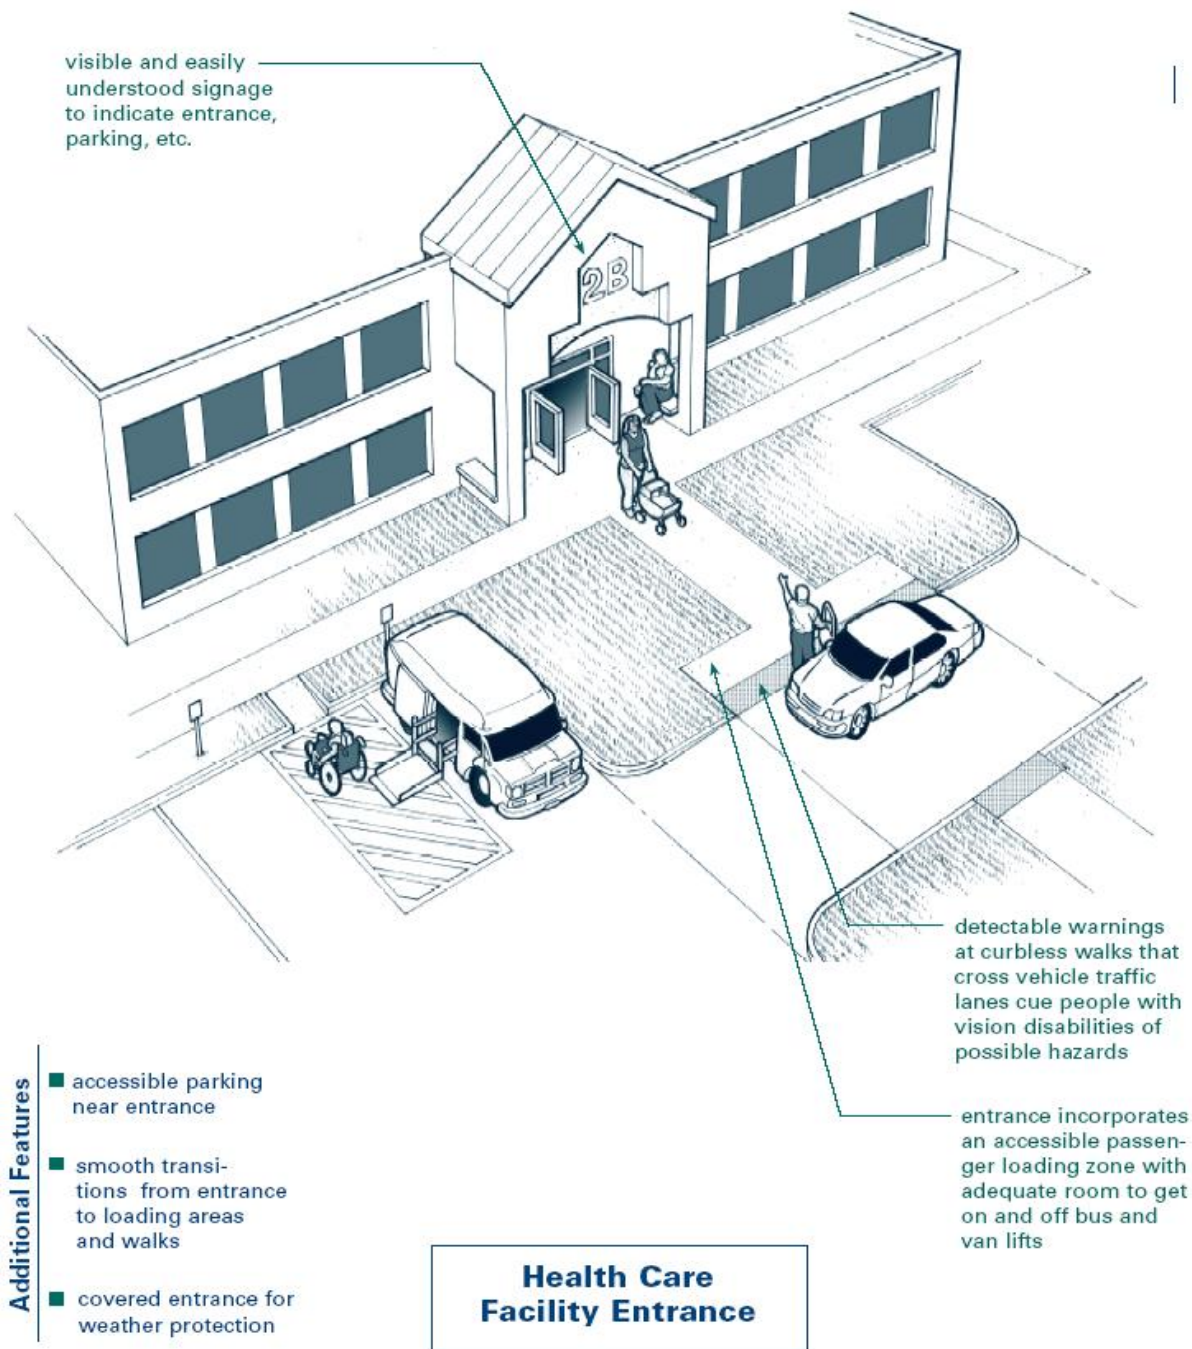 visible and easily
understood signage
to indicate entrance,
parking, etc.
2B
detectable warnings
at curbless walks that
cross vehicle traffic
lanes cue people with
vision disabilities of
possible hazards
entrance incorporates
an accessible passen-
ger loading zone with
adequate room to get
on and off bus and
van lifts
Additional Features
accessible parking
near entrance
smooth transi-
tions from entrance
to loading areas
and walks
covered entrance for
weather protection
Health Care
Facility Entrance